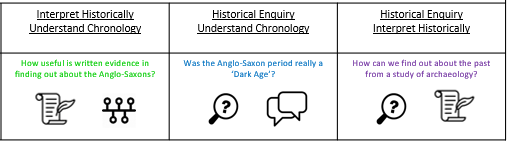 Interpret Historically
Understand Chronology
How useful is written evidence in
finding out about the Anglo-Saxons?
Historical Enquiry
Understand Chronology
Was the Anglo-Saxon period really a
‘Dark Age’?
?
Historical Enquiry
Interpret Historically
How can we find out about the past
from a study of archaeology?
?